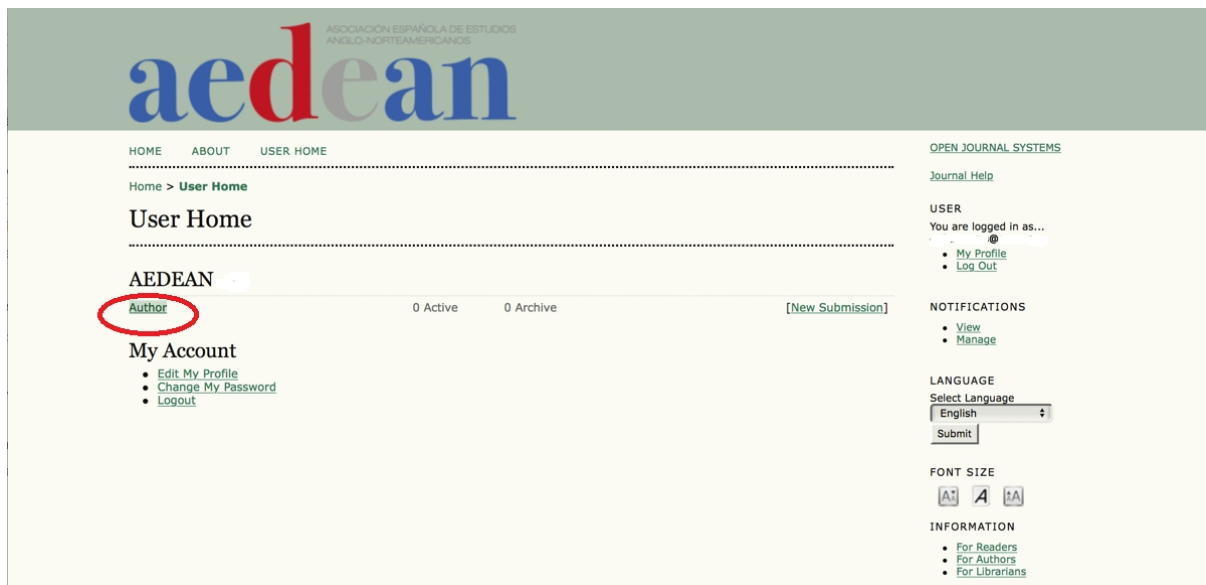 ASOCIACIÓN ESPAÑOLA DE ESTUDIOS
ANGLO-NORTEAMERICANOS
aedean
HOME ABOUT USER HOME
Home > User Home
User Home
AEDEAN
Author 0 Active 0 Archive [New Submission]
My Account
Edit My Profile
Change My Password
Logout
OPEN JOURNAL SYSTEMS
Journal Help
USER
You are logged in as...
@
My Profile
Log Out
NOTIFICATIONS
View
Manage
LANGUAGE
Select Language
English
Submit
FONT SIZE
A A A
INFORMATION
For Readers
For Authors
For Librarians